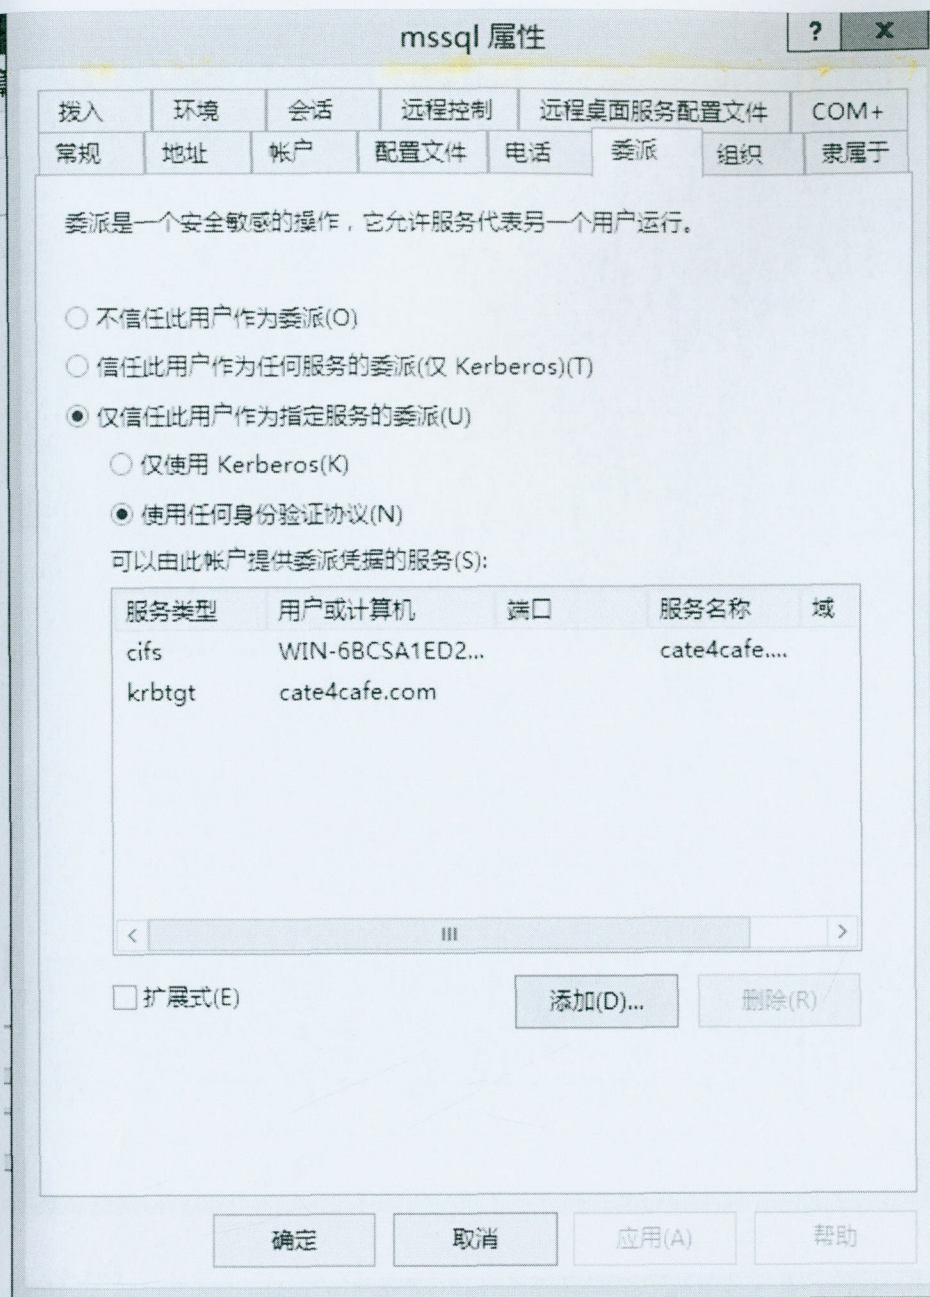 mssql 属性
? X
拨入 环境 会话 远程控制 远程桌面服务配置文件 COM+
常规 地址 帐户 配置文件 电话 委派 组织 隶属于
委派是一个安全敏感的操作，它允许服务代表另一个用户运行。
不信任此用户作为委派(O)
信任此用户作为任何服务的委派(仅 Kerberos)(T)
仅信任此用户作为指定服务的委派(U)
仅使用 Kerberos(K)
使用任何身份验证协议(N)
可以由此帐户提供委派凭据的服务(S):
服务类型 用户或计算机 端口 服务名称 域
cifs WIN-6BCSA1ED2... cate4cafe....
krbtgt cate4cafe.com
扩展式(E) 添加(D)... 删除(R)
确定 取消 应用(A) 帮助